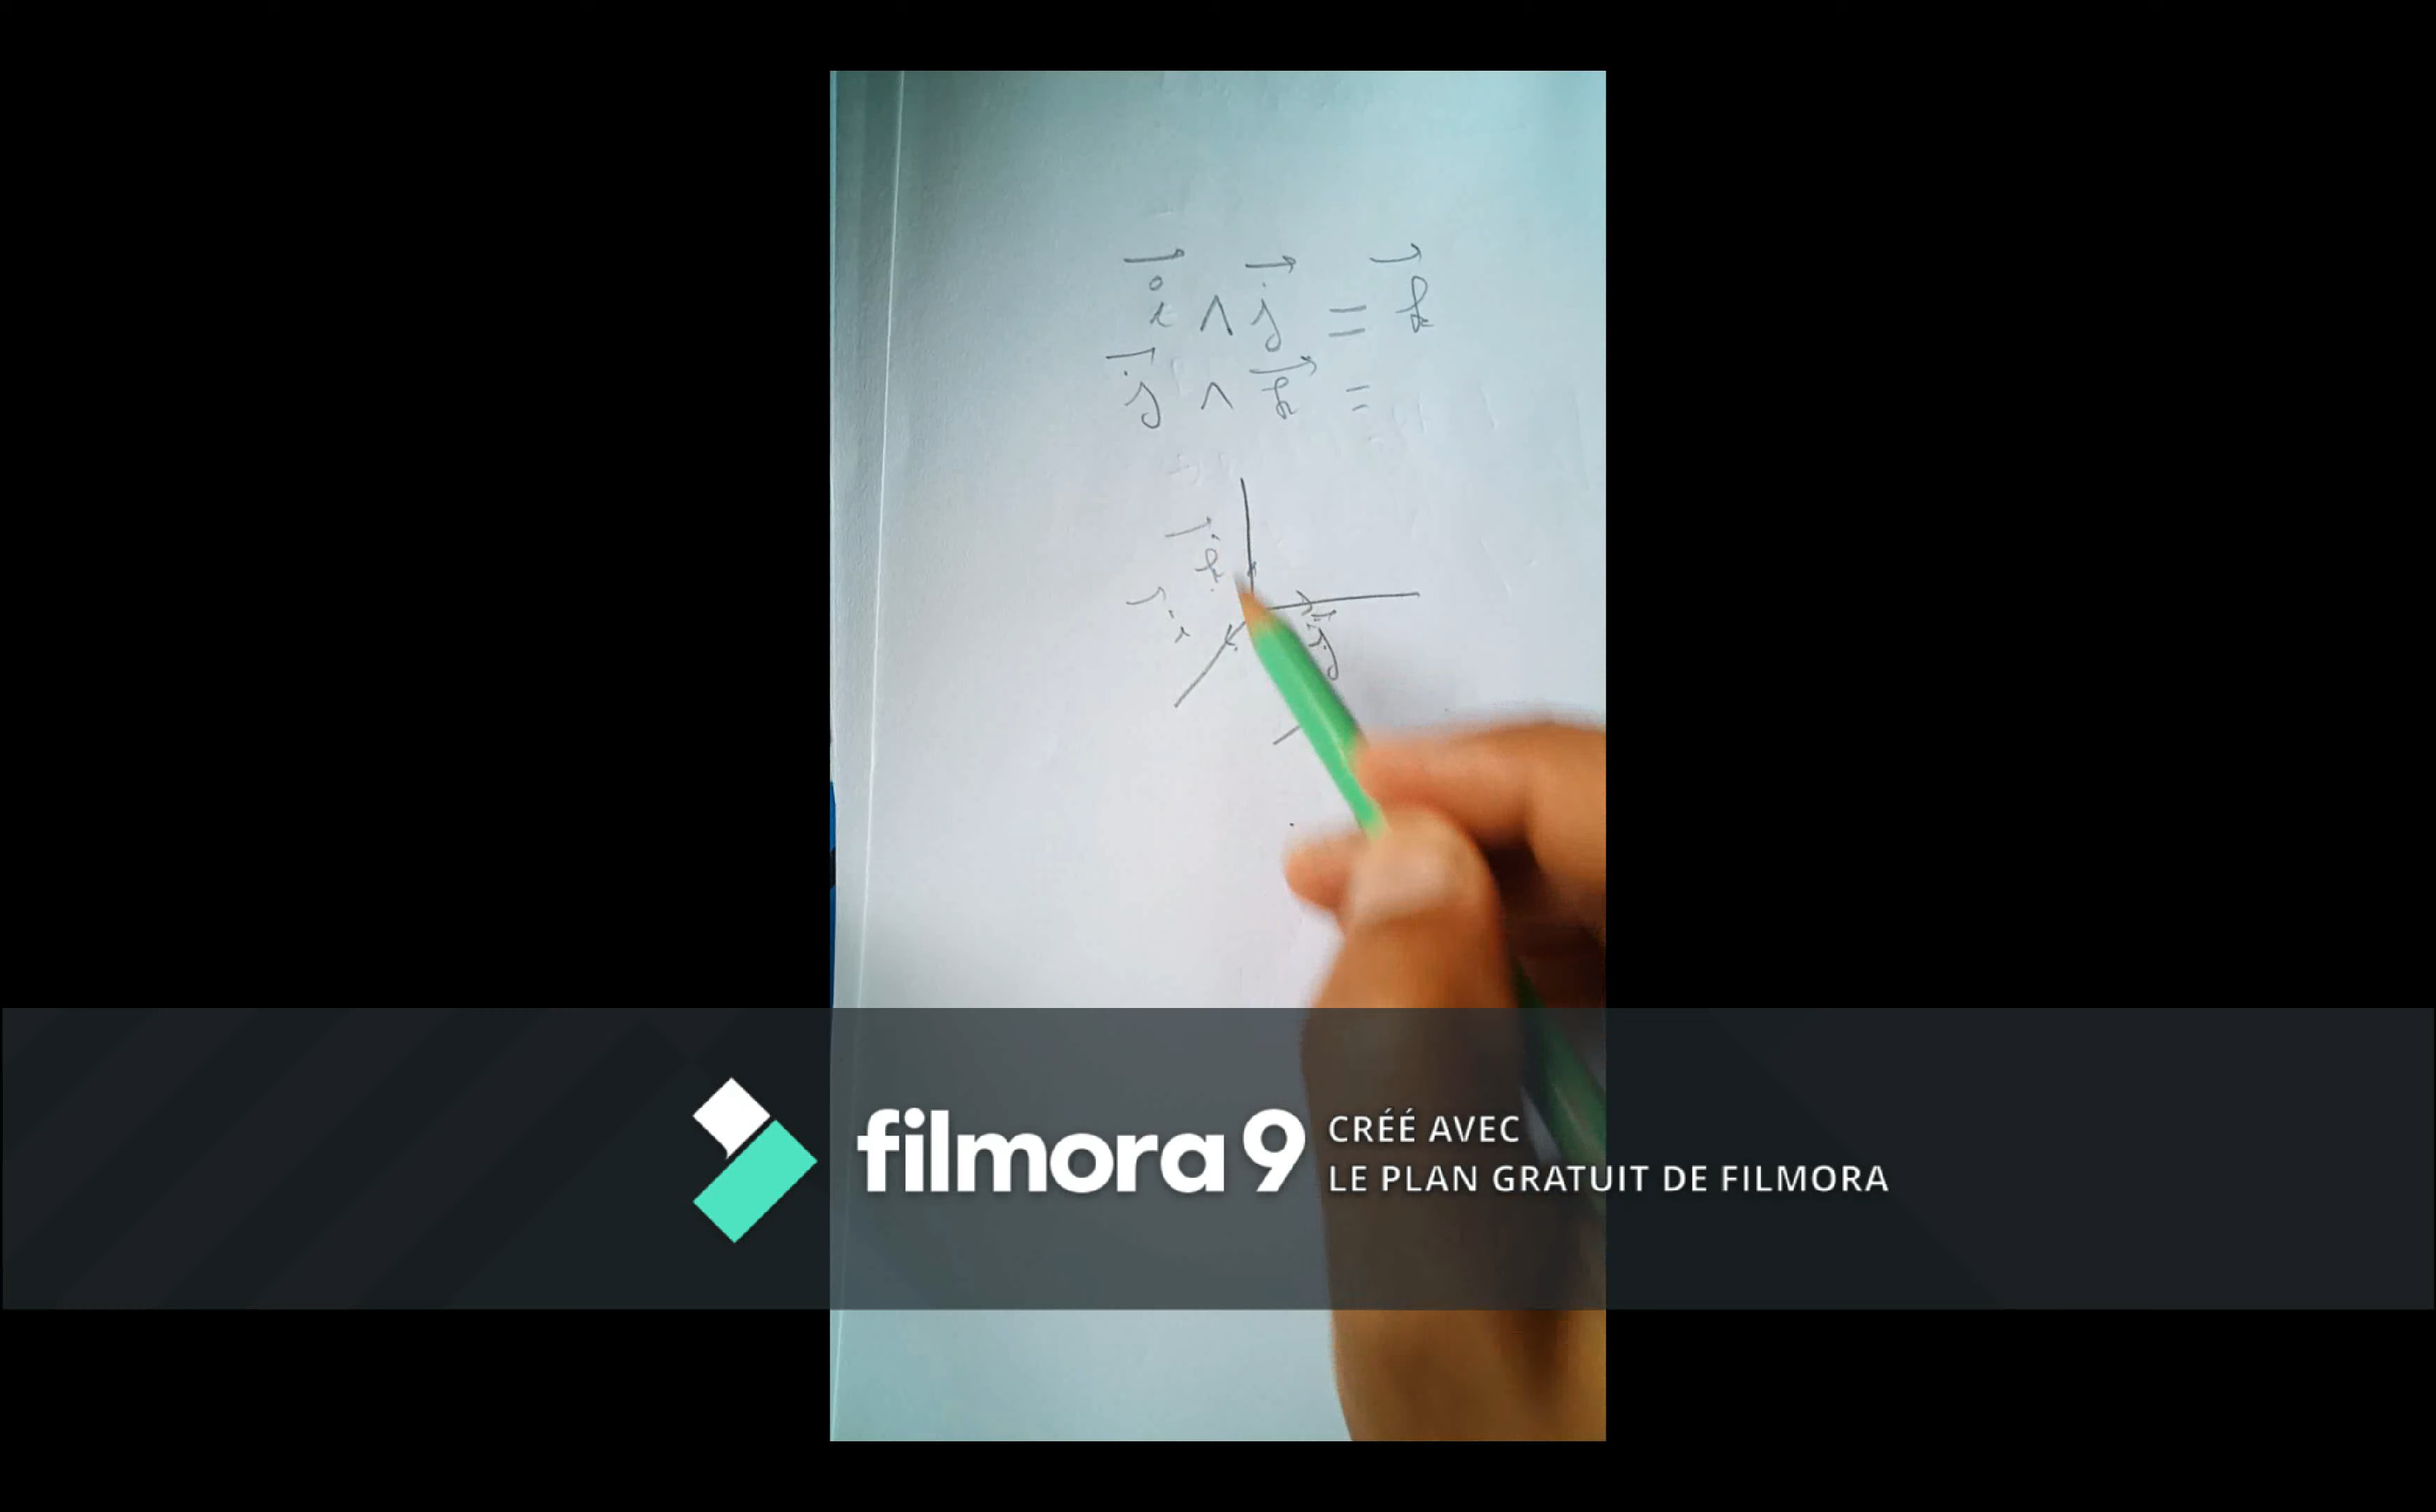 i⃗ ∧ j⃗ = k⃗
j⃗ ∧ k⃗ =
k⃗
i⃗
j⃗
filmora 9
CRÉÉ AVEC
LE PLAN GRATUIT DE FILMORA